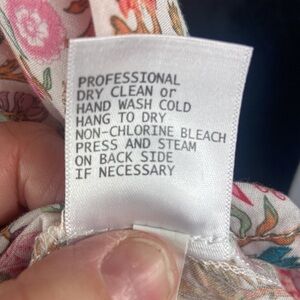 PROFESSIONAL
DRY CLEAN or
HAND WASH COLD
HANG TO DRY
NON-CHLORINE BLEACH
PRESS AND STEAM
ON BACK SIDE
IF NECESSARY